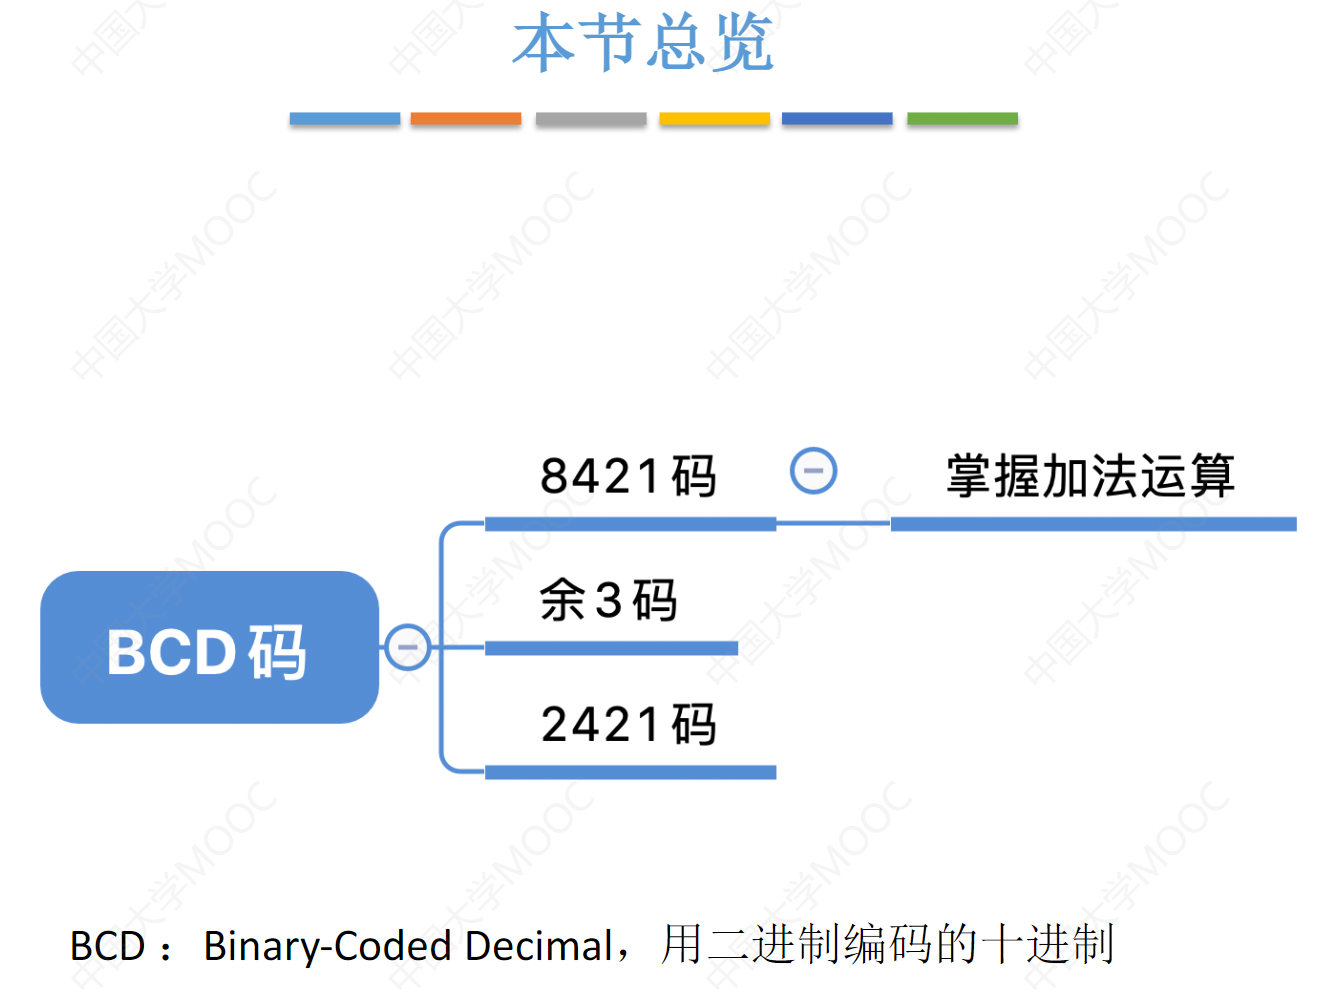 本节总览
8421码
掌握加法运算
余3码
BCD码
2421码
BCD： Binary-Coded Decimal，用二进制编码的十进制
中国大学MOOC